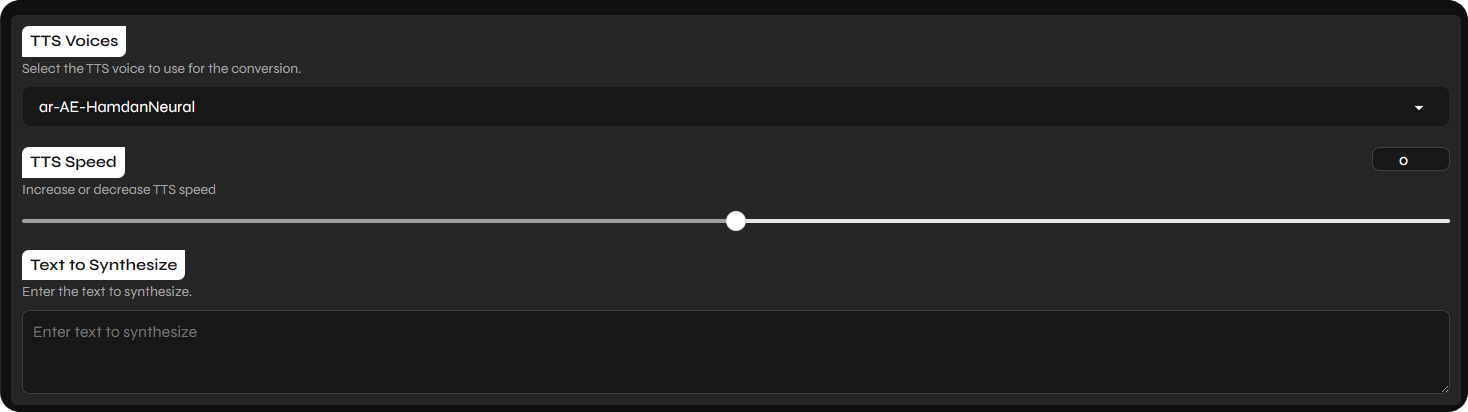 TTS Voices
Select the TTS voice to use for the conversion.
ar-AE-HamdanNeural
TTS Speed
0
Increase or decrease TTS speed
Text to Synthesize
Enter the text to synthesize.
Enter text to synthesize